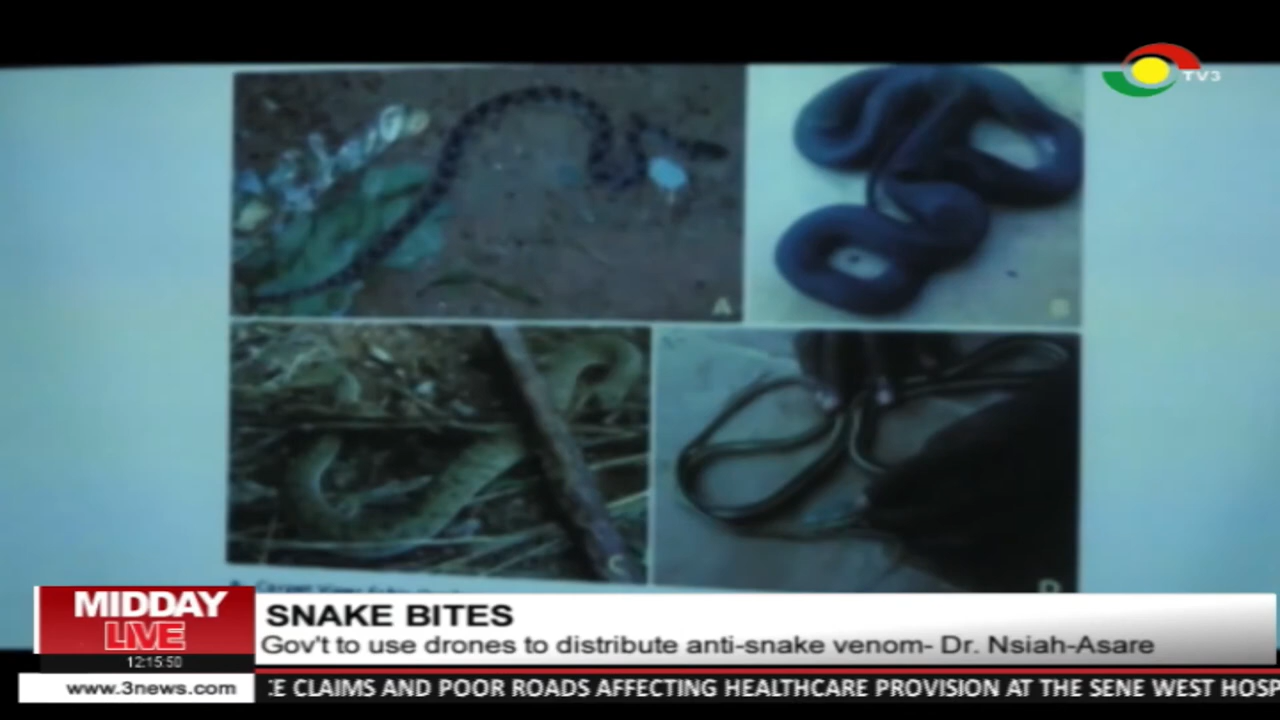 TV3
A
B
C
D
MIDDAY
LIVE
12:15:50
SNAKE BITES
Gov't to use drones to distribute anti-snake venom- Dr. Nsiah-Asare
www.3news.com
E CLAIMS AND POOR ROADS AFFECTING HEALTHCARE PROVISION AT THE SENE WEST HOSP